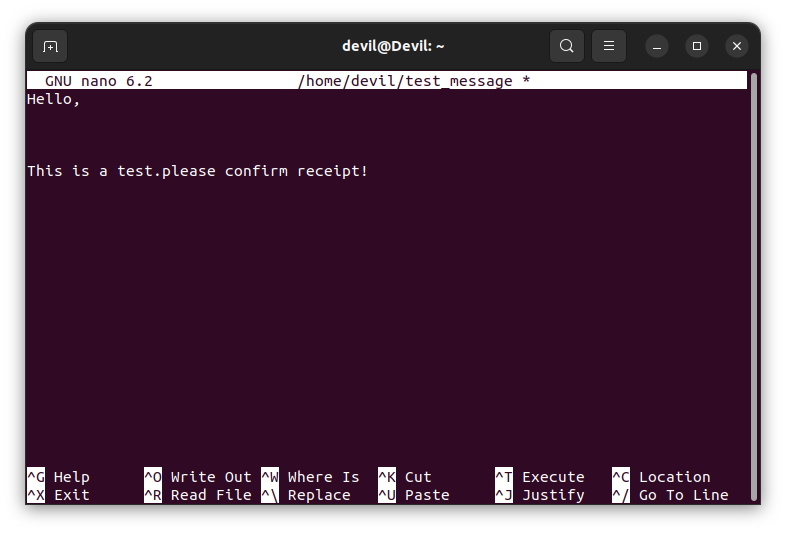 devil@Devil: ~
GNU nano 6.2 /home/devil/test_message *
Hello,
This is a test.please confirm receipt!
^G Help ^O Write Out ^W Where Is ^K Cut ^T Execute ^C Location
^X Exit ^R Read File ^\ Replace ^U Paste ^J Justify ^/ Go To Line